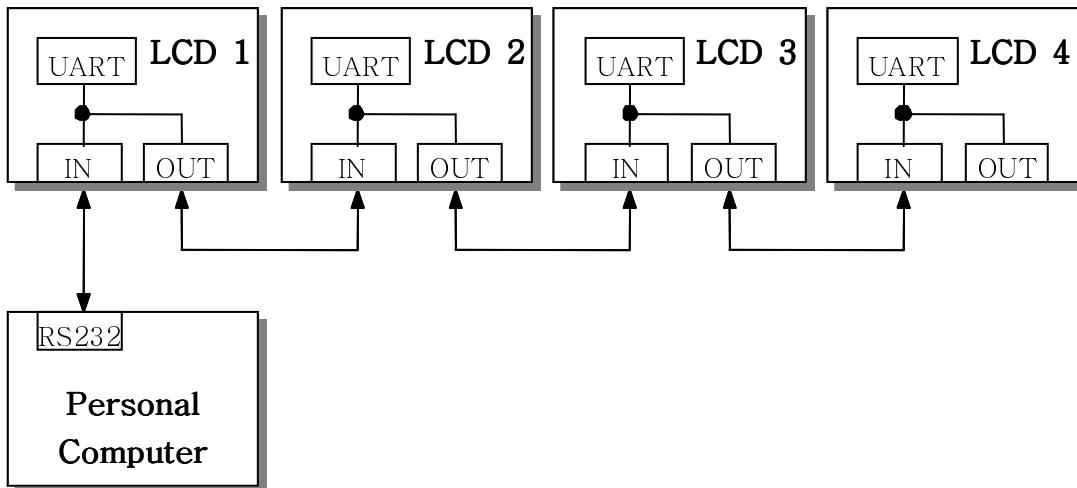 LCD 1
UART
IN
OUT
LCD 2
UART
IN
OUT
LCD 3
UART
IN
OUT
LCD 4
UART
IN
OUT
RS232
Personal
Computer